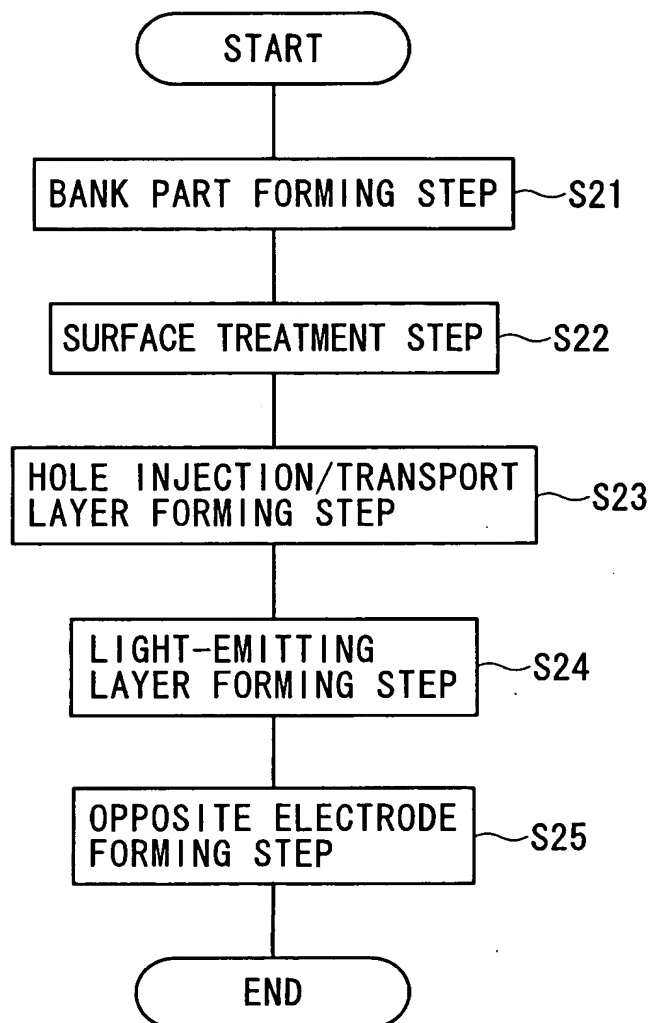 START
BANK PART FORMING STEP
S21
SURFACE TREATMENT STEP
S22
HOLE INJECTION/TRANSPORT
LAYER FORMING STEP
S23
LIGHT-EMITTING
LAYER FORMING STEP
S24
OPPOSITE ELECTRODE
FORMING STEP
S25
END